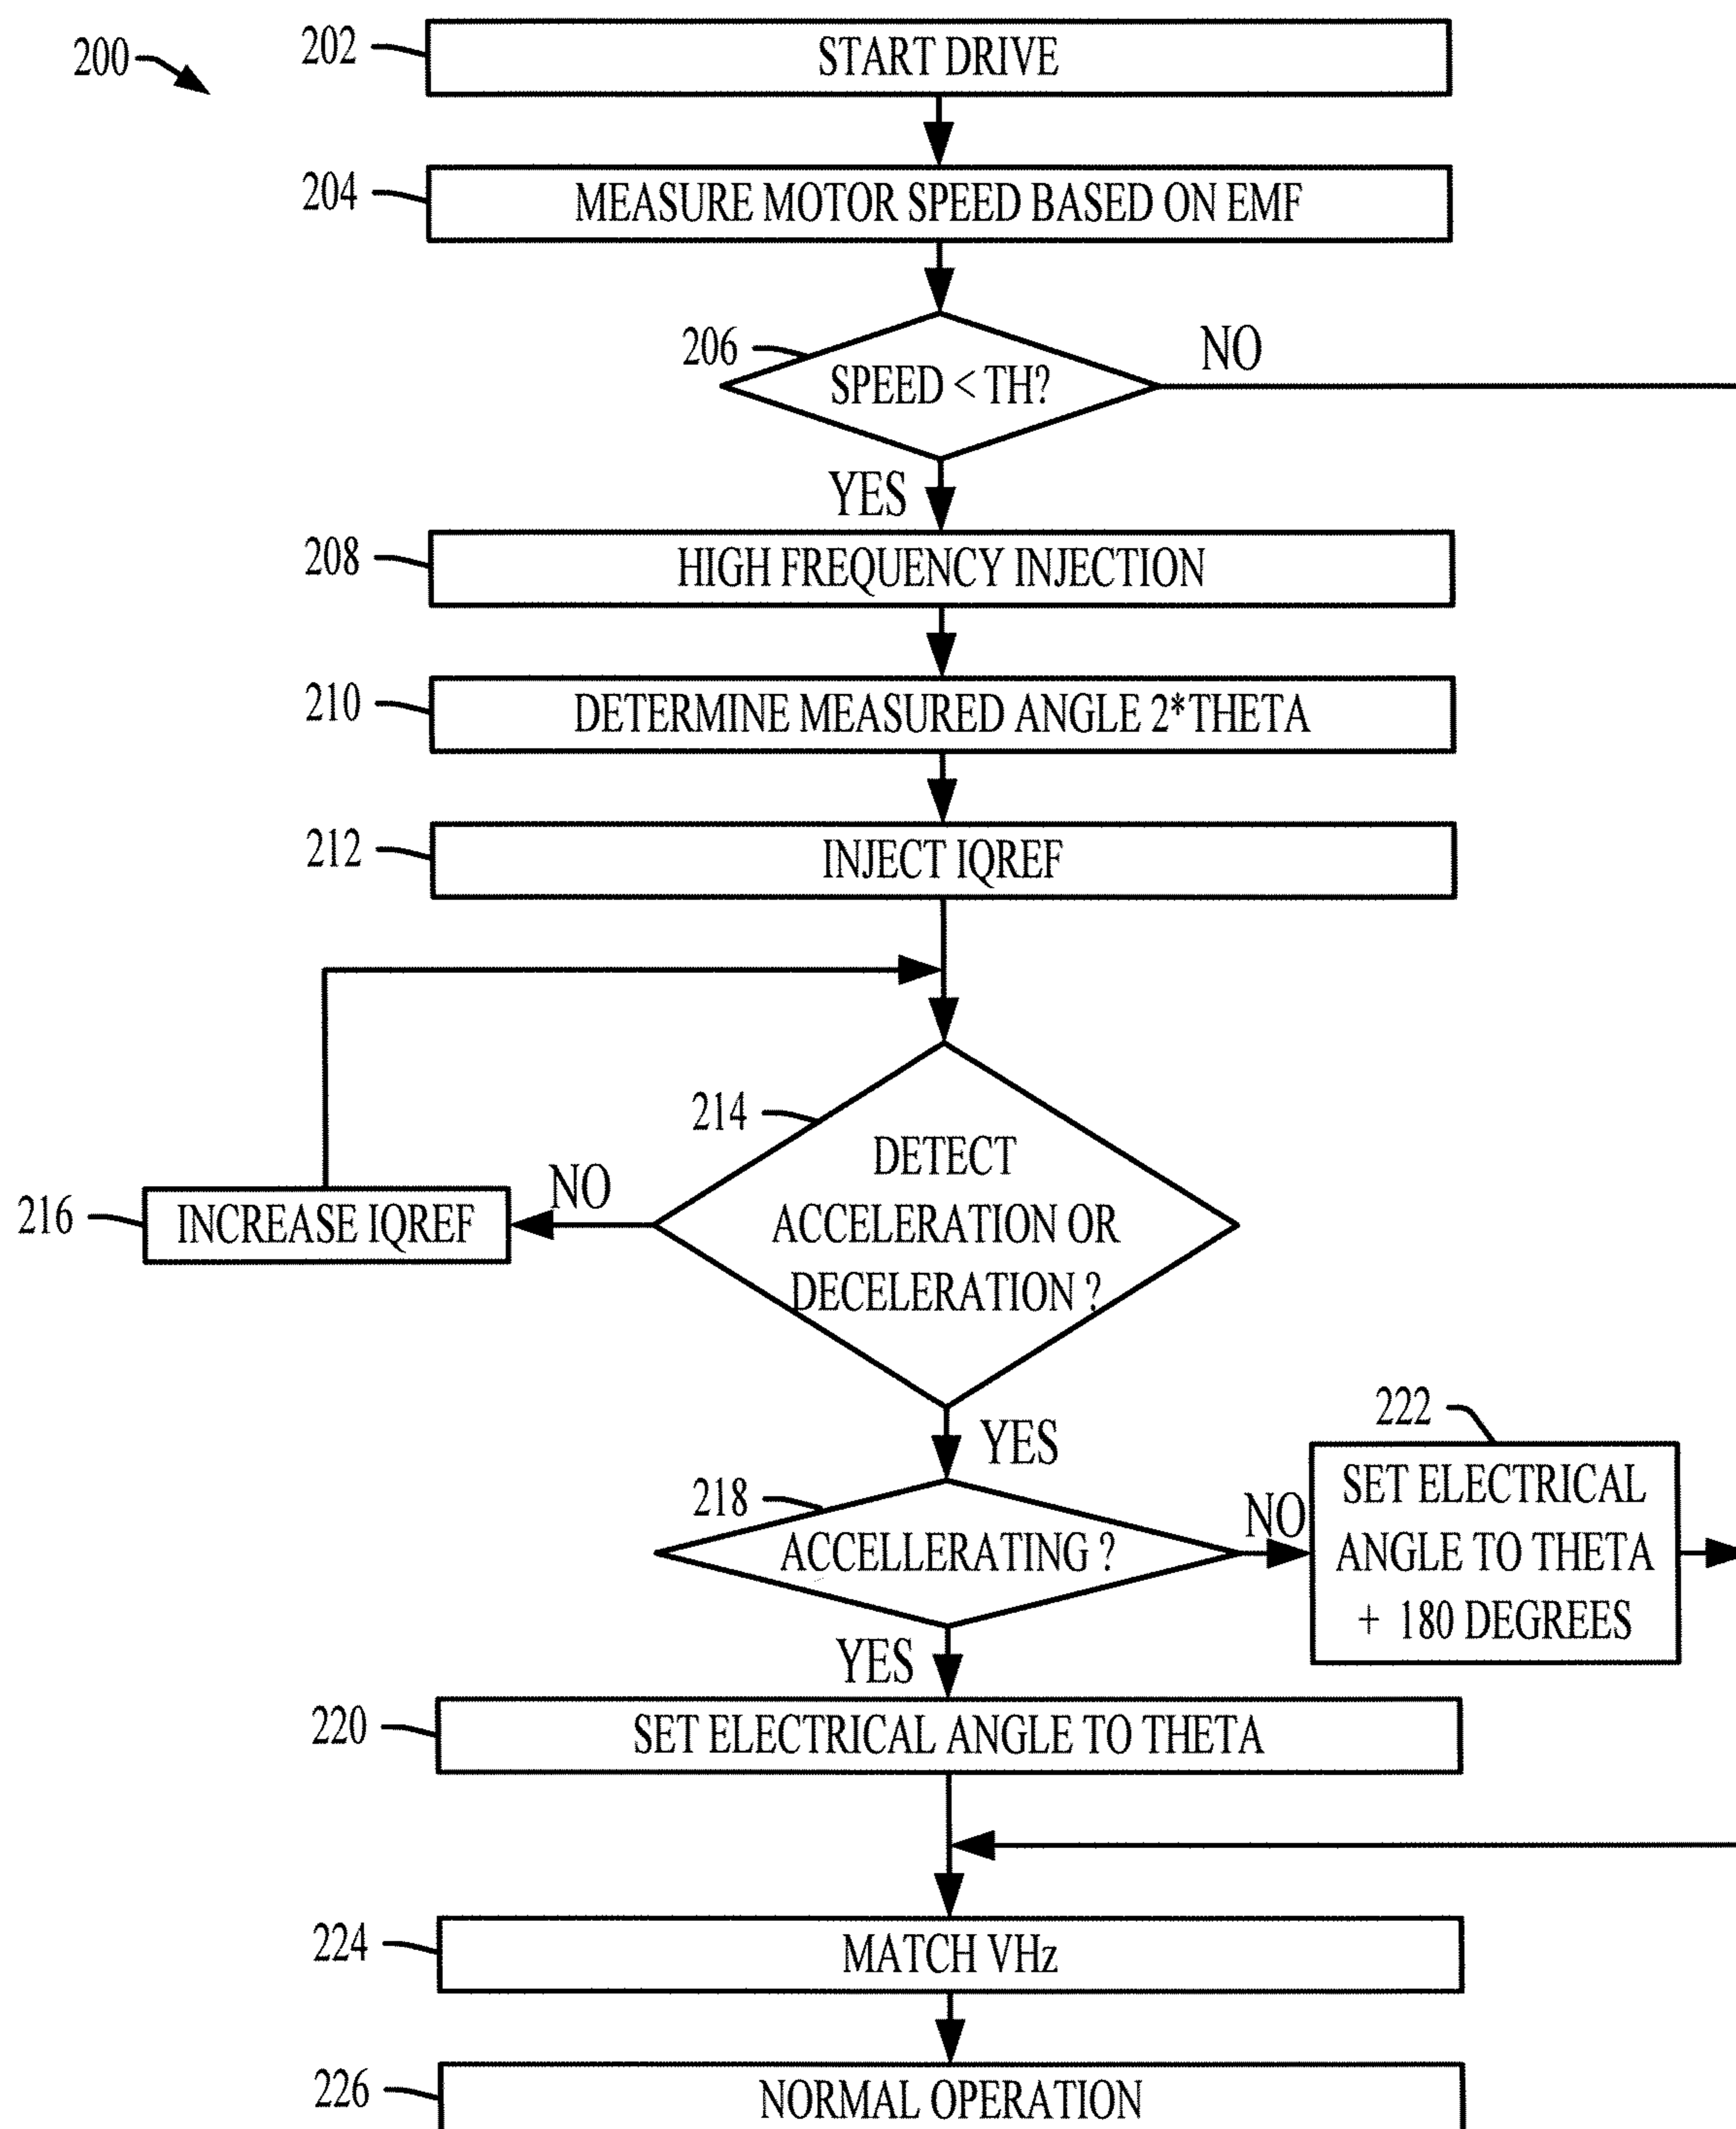 200
202
START DRIVE
204
MEASURE MOTOR SPEED BASED ON EMF
206
SPEED < TH?
NO
YES
208
HIGH FREQUENCY INJECTION
210
DETERMINE MEASURED ANGLE 2*THETA
212
INJECT IQREF
214
DETECT
ACCELERATION OR
DECELERATION ?
NO
216
INCREASE IQREF
YES
218
ACCELLERATING ?
NO
222
SET ELECTRICAL
ANGLE TO THETA
+ 180 DEGREES
YES
220
SET ELECTRICAL ANGLE TO THETA
224
MATCH VHz
226
NORMAL OPERATION